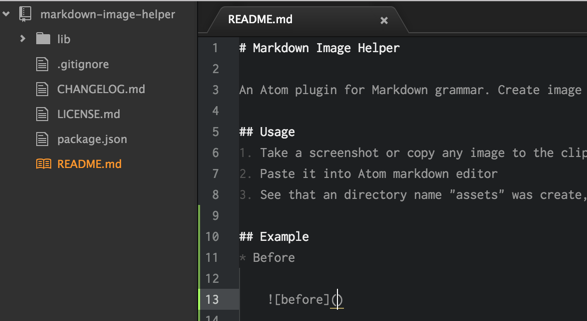 markdown-image-helper
lib
.gitignore
CHANGELOG.md
LICENSE.md
package.json
README.md
README.md ×
1 # Markdown Image Helper
2
3 An Atom plugin for Markdown grammar. Create image
4
5 ## Usage
6 1. Take a screenshot or copy any image to the clip
7 2. Paste it into Atom markdown editor
8 3. See that an directory name "assets" was create,
9
10 ## Example
11 * Before
12
13 ![before]()
14